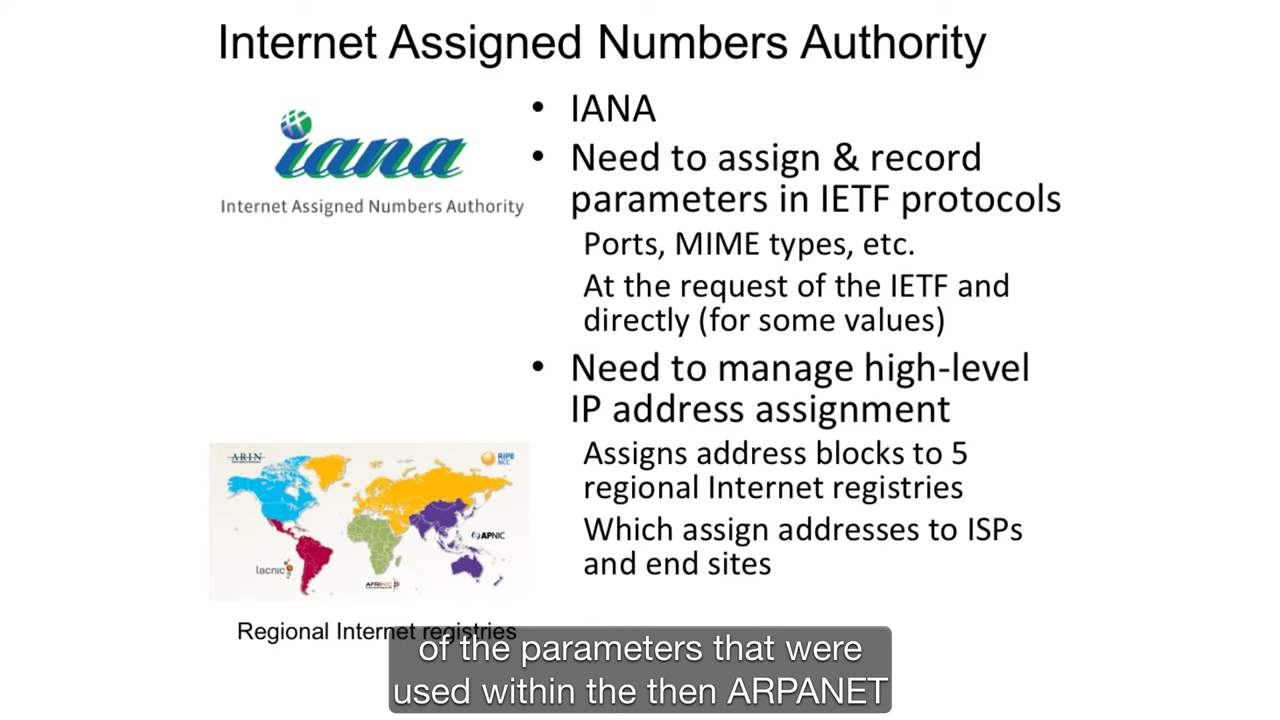 Internet Assigned Numbers Authority
iana
Internet Assigned Numbers Authority
• IANA
• Need to assign & record
parameters in IETF protocols
Ports, MIME types, etc.
At the request of the IETF and
directly (for some values)
• Need to manage high-level
IP address assignment
Assigns address blocks to 5
regional Internet registries
Which assign addresses to ISPs
and end sites
ARIN
RIPE
NCC
APNIC
lacnic
AFRINIC
Regional Internet registries
of the parameters that were
used within the then ARPANET